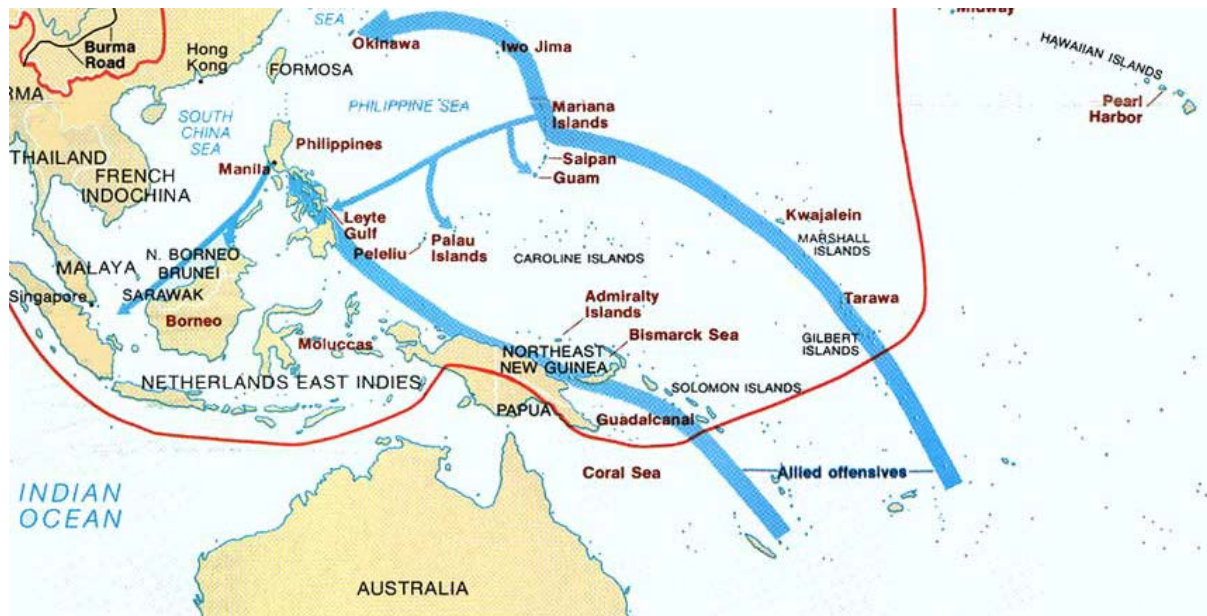 SEA
Midway
Okinawa
Iwo Jima
HAWAIIAN ISLANDS
Burma
Road
Hong
Kong
FORMOSA
PHILIPPINE SEA
Mariana
Islands
Pearl
Harbor
RMA
SOUTH
CHINA
SEA
Philippines
THAILAND
FRENCH
INDOCHINA
Manila
Saipan
Guam
Leyte
Gulf
Peleliu
Palau
Islands
Kwajalein
MARSHALL
ISLANDS
CAROLINE ISLANDS
N. BORNEO
BRUNEI
MALAYA
Singapore
SARAWAK
Borneo
Tarawa
Admiralty
Islands
Bismarck Sea
GILBERT
ISLANDS
Moluccas
NORTHEAST
NEW GUINEA
NETHERLANDS EAST INDIES
SOLOMON ISLANDS
PAPUA
Guadalcanal
Coral Sea
Allied offensives
INDIAN
OCEAN
AUSTRALIA